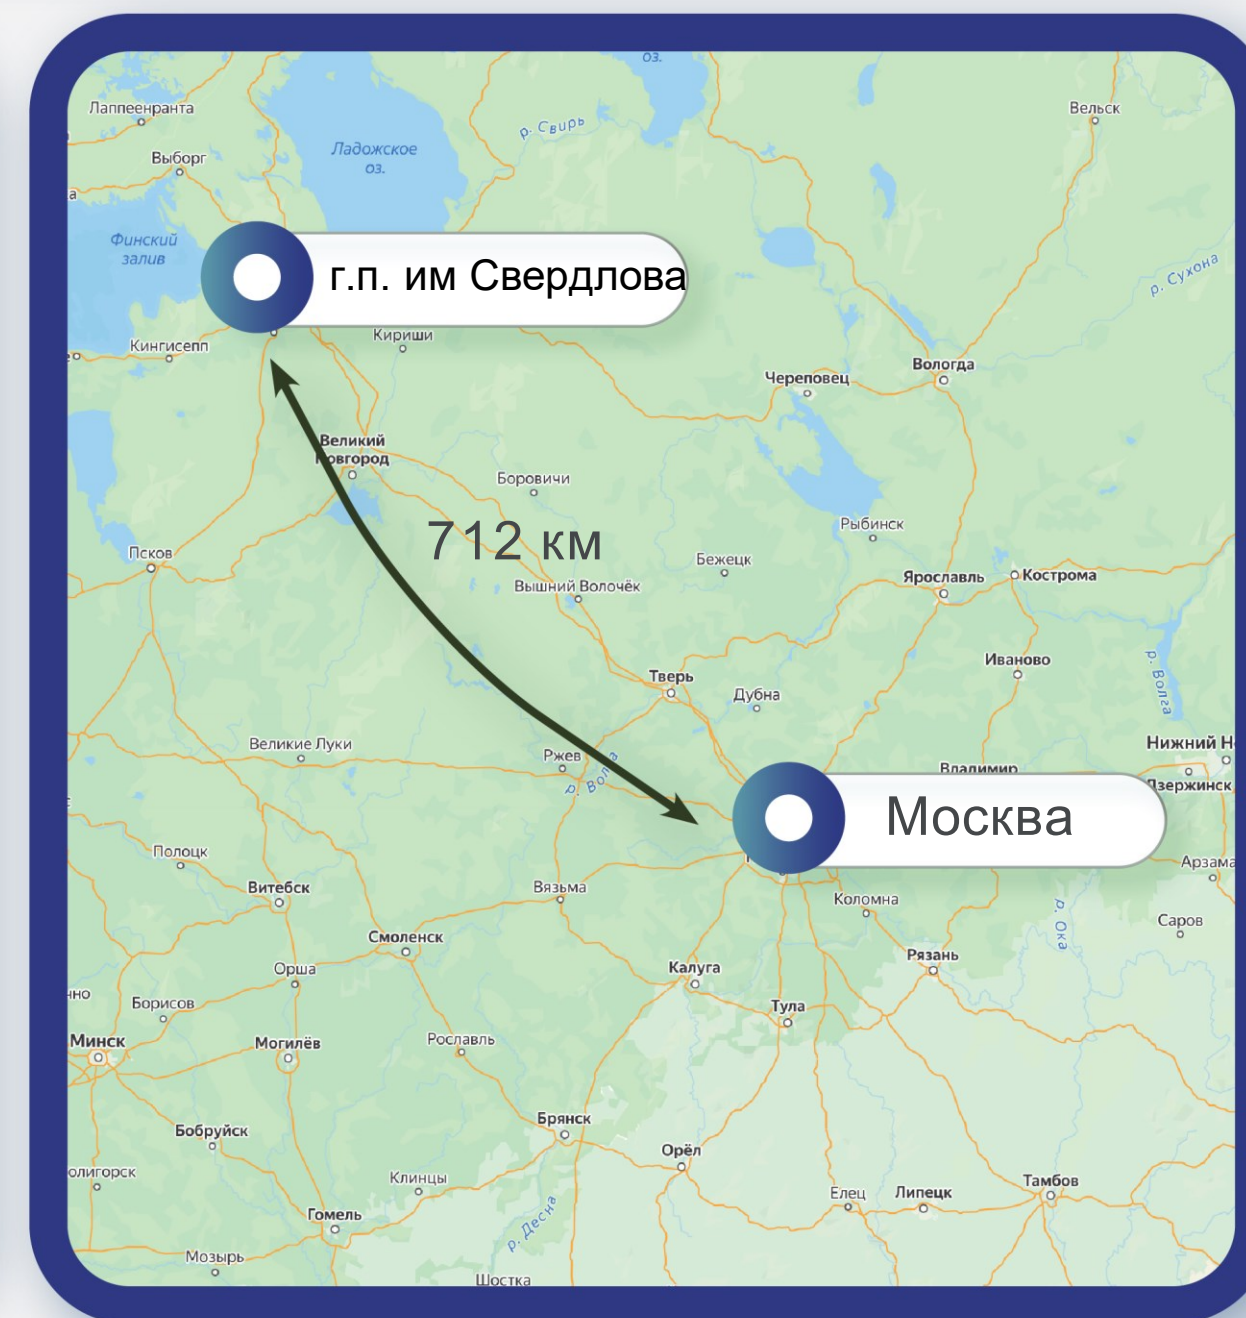 оз.
Лаппеенранта
Вельск
р. Свирь
Ладожское
оз.
Выборг
Финский
залив
р. Сухона
г.п. им Свердлова
Кириши
Кингисепп
Вологда
Череповец
Великий
Новгород
Боровичи
Рыбинск
712 км
Псков
Бежецк
Вышний Волочёк
Ярославль
Кострома
Иваново
р. Волга
Тверь
Дубна
Великие Луки
Ржев
р. Волга
Нижний Н
Владимир
Дзержинск
Москва
Полоцк
Арзама
Витебск
Вязьма
Коломна
р. Ока
Саров
Смоленск
Рязань
Орша
Калуга
чно
Борисов
Тула
Минск
Могилёв
Рославль
Бобруйск
Брянск
Орёл
олигорск
Клинцы
Тамбов
Елец
Липецк
Гомель
р. Десна
Мозырь
Шостка